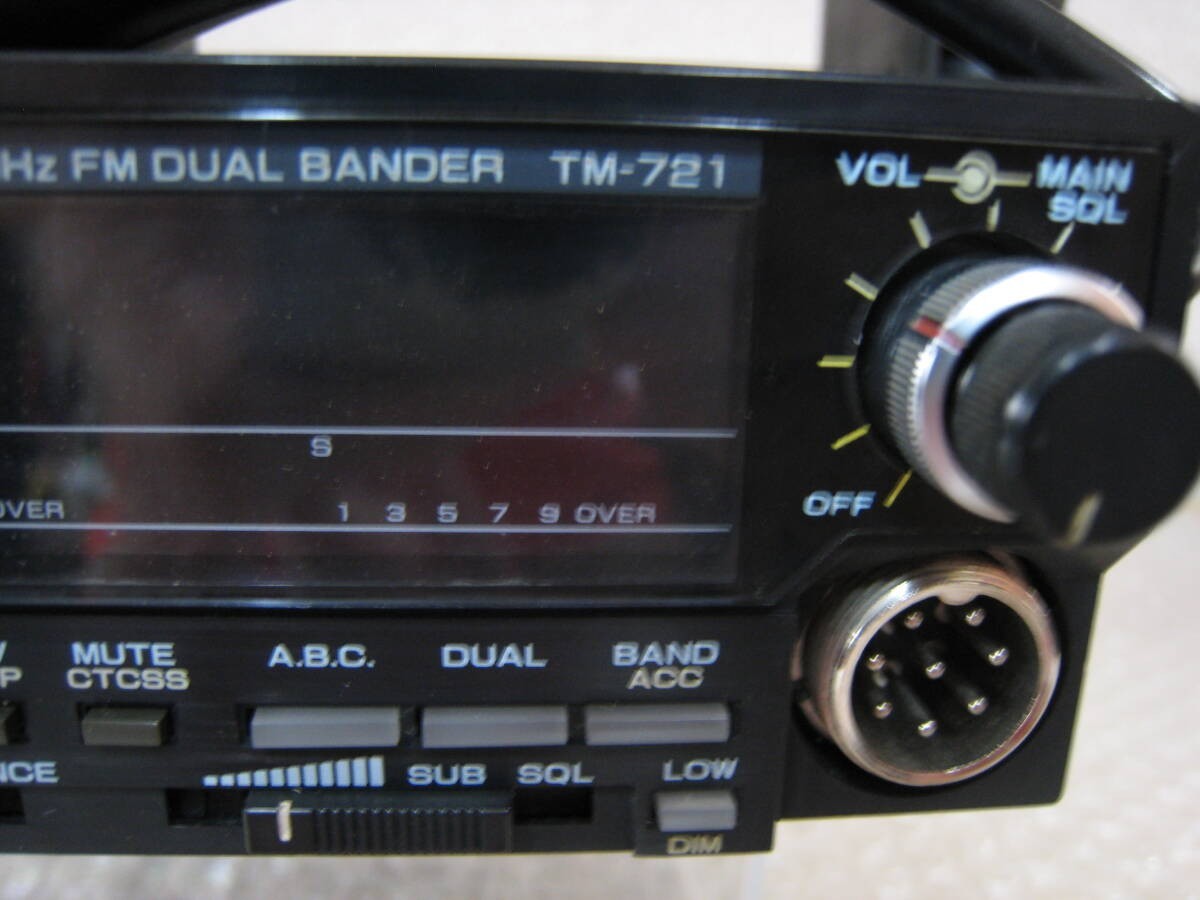 Hz FM DUAL BANDER TM-721
VOL MAIN
SQL
S
OVER 1 3 5 7 9 OVER
OFF
MUTE A.B.C. DUAL BAND
P CTCSS ACC
NCE SUB SQL LOW
DIM